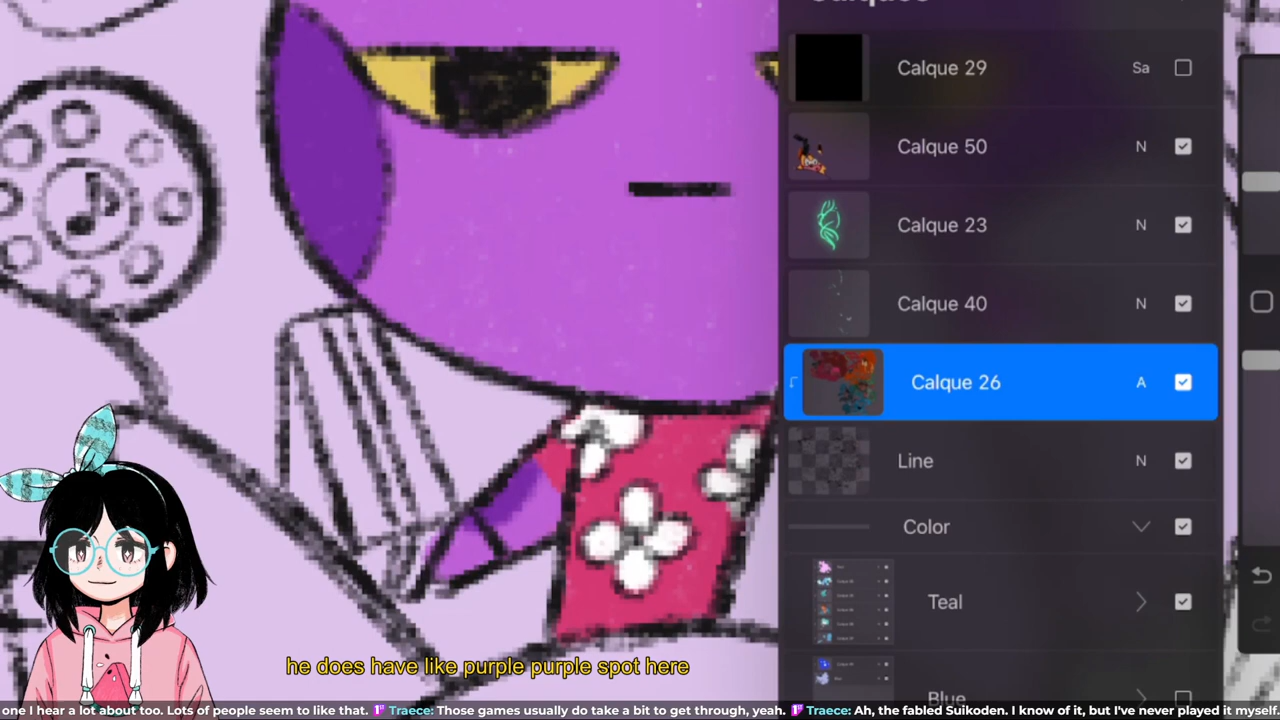 Calque 29 Sa
Calque 50 N
Calque 23 N
Calque 40 N
Calque 26 A
Line N
Color
Teal
Blue
he does have like purple purple spot here
one I hear a lot about too. Lots of people seem to like that. 1st Traece: Those games usually do take a bit to get through, yeah. 1st Traece: Ah, the fabled Suikoden. I know of it, but I've never played it myself.